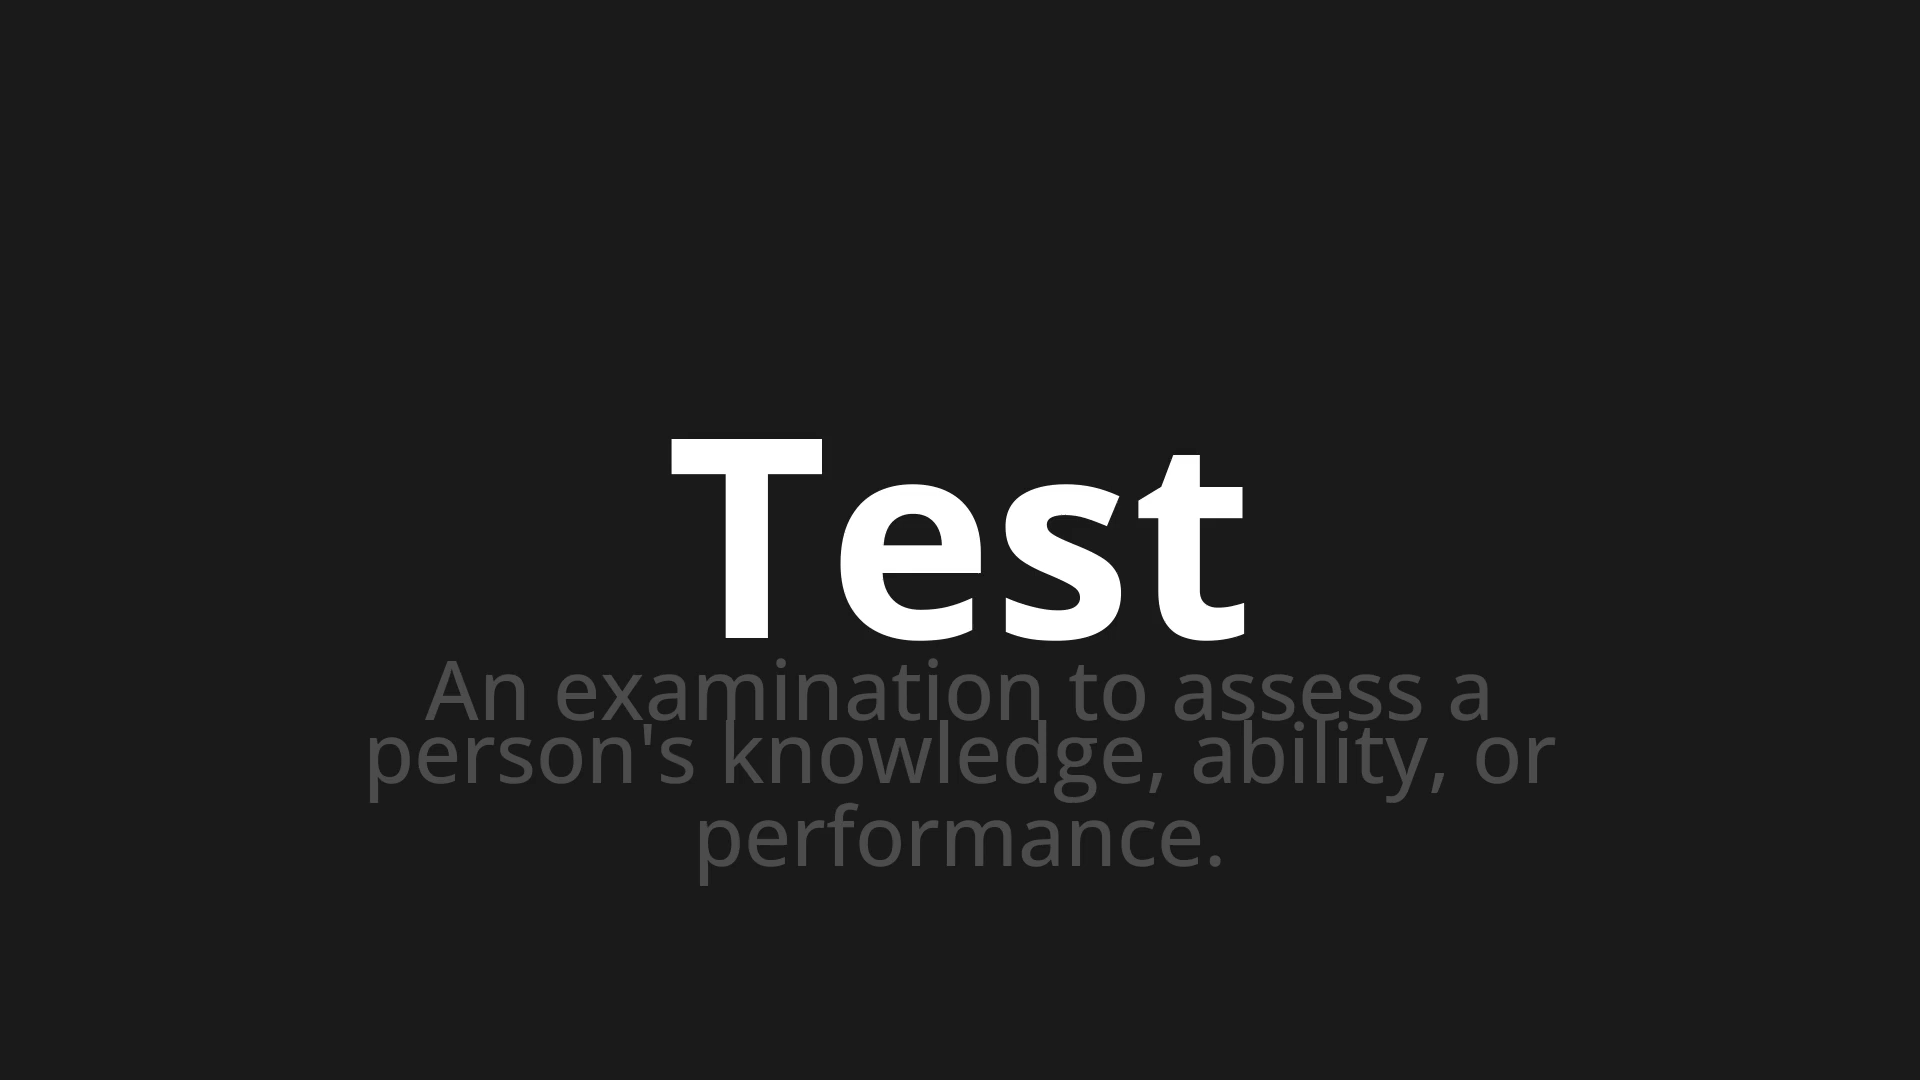 Test
An examination to assess a
person's knowledge, ability, or
performance.